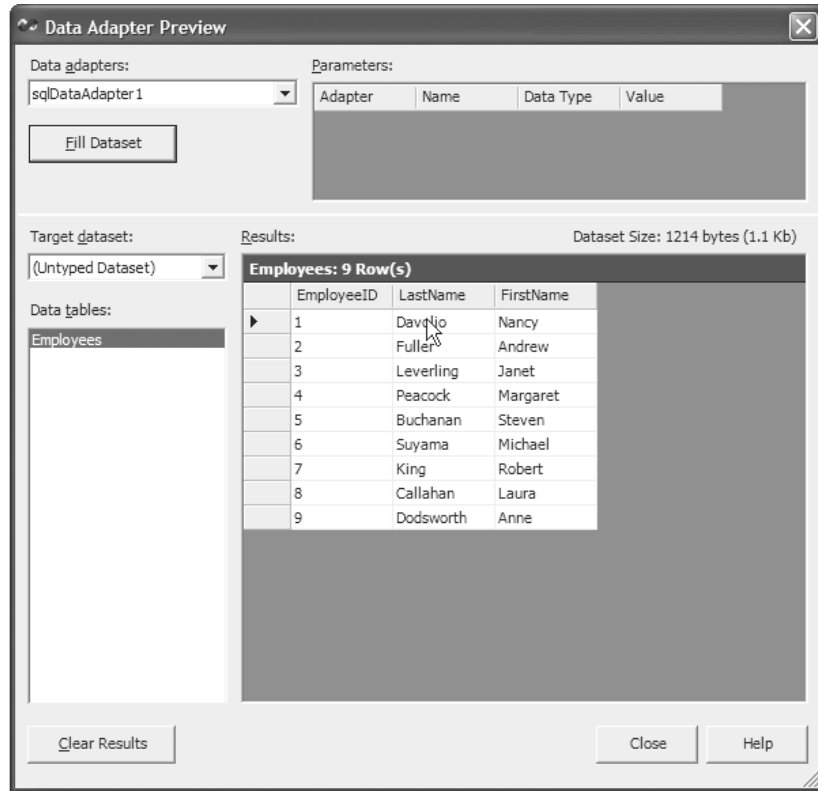 Data Adapter Preview
Data adapters:
Parameters:
sqlDataAdapter1
Adapter Name Data Type Value
Fill Dataset
Target dataset:
Results:
Dataset Size: 1214 bytes (1.1 Kb)
(Untyped Dataset)
Employees: 9 Row(s)
EmployeeID LastName FirstName
Data tables:
Employees
1 Davolio Nancy
2 Fuller Andrew
3 Leverling Janet
4 Peacock Margaret
5 Buchanan Steven
6 Suyama Michael
7 King Robert
8 Callahan Laura
9 Dodsworth Anne
Clear Results
Close
Help